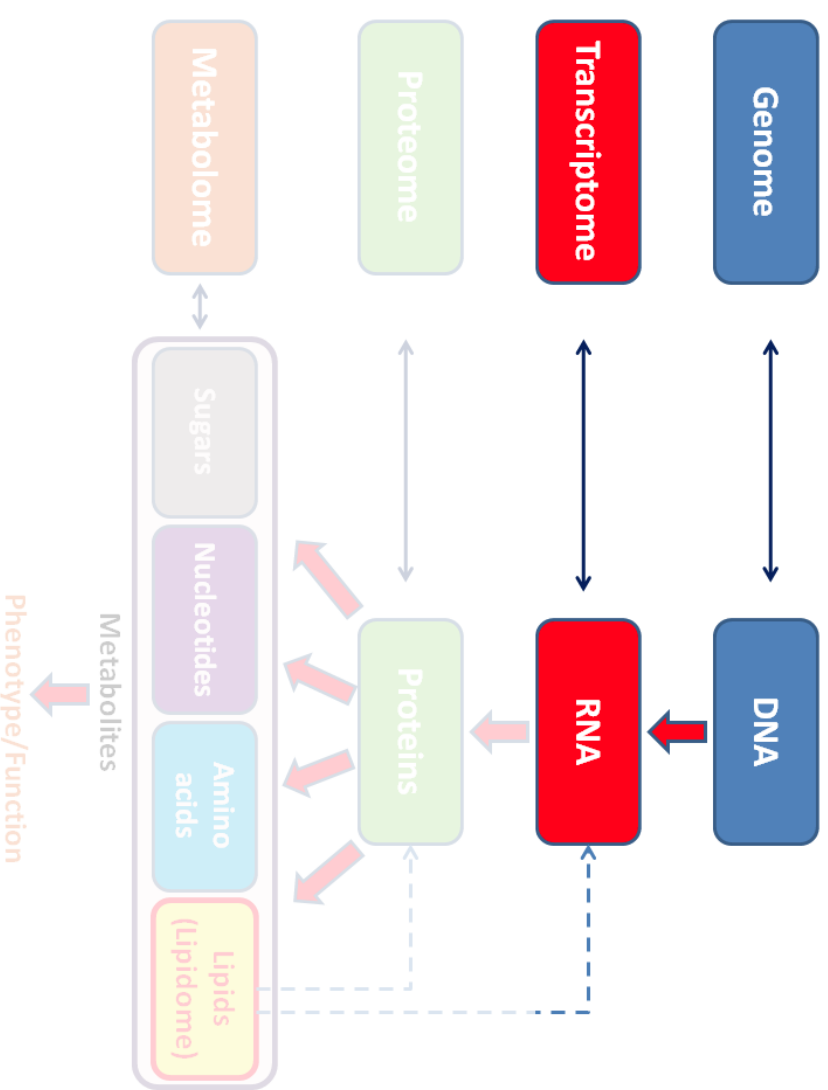 Genome
DNA
Transcriptome
RNA
Proteome
Proteins
Metabolome
Sugars
Nucleotides
Amino
acids
Lipids
(Lipidome)
Metabolites
Phenotype/Function